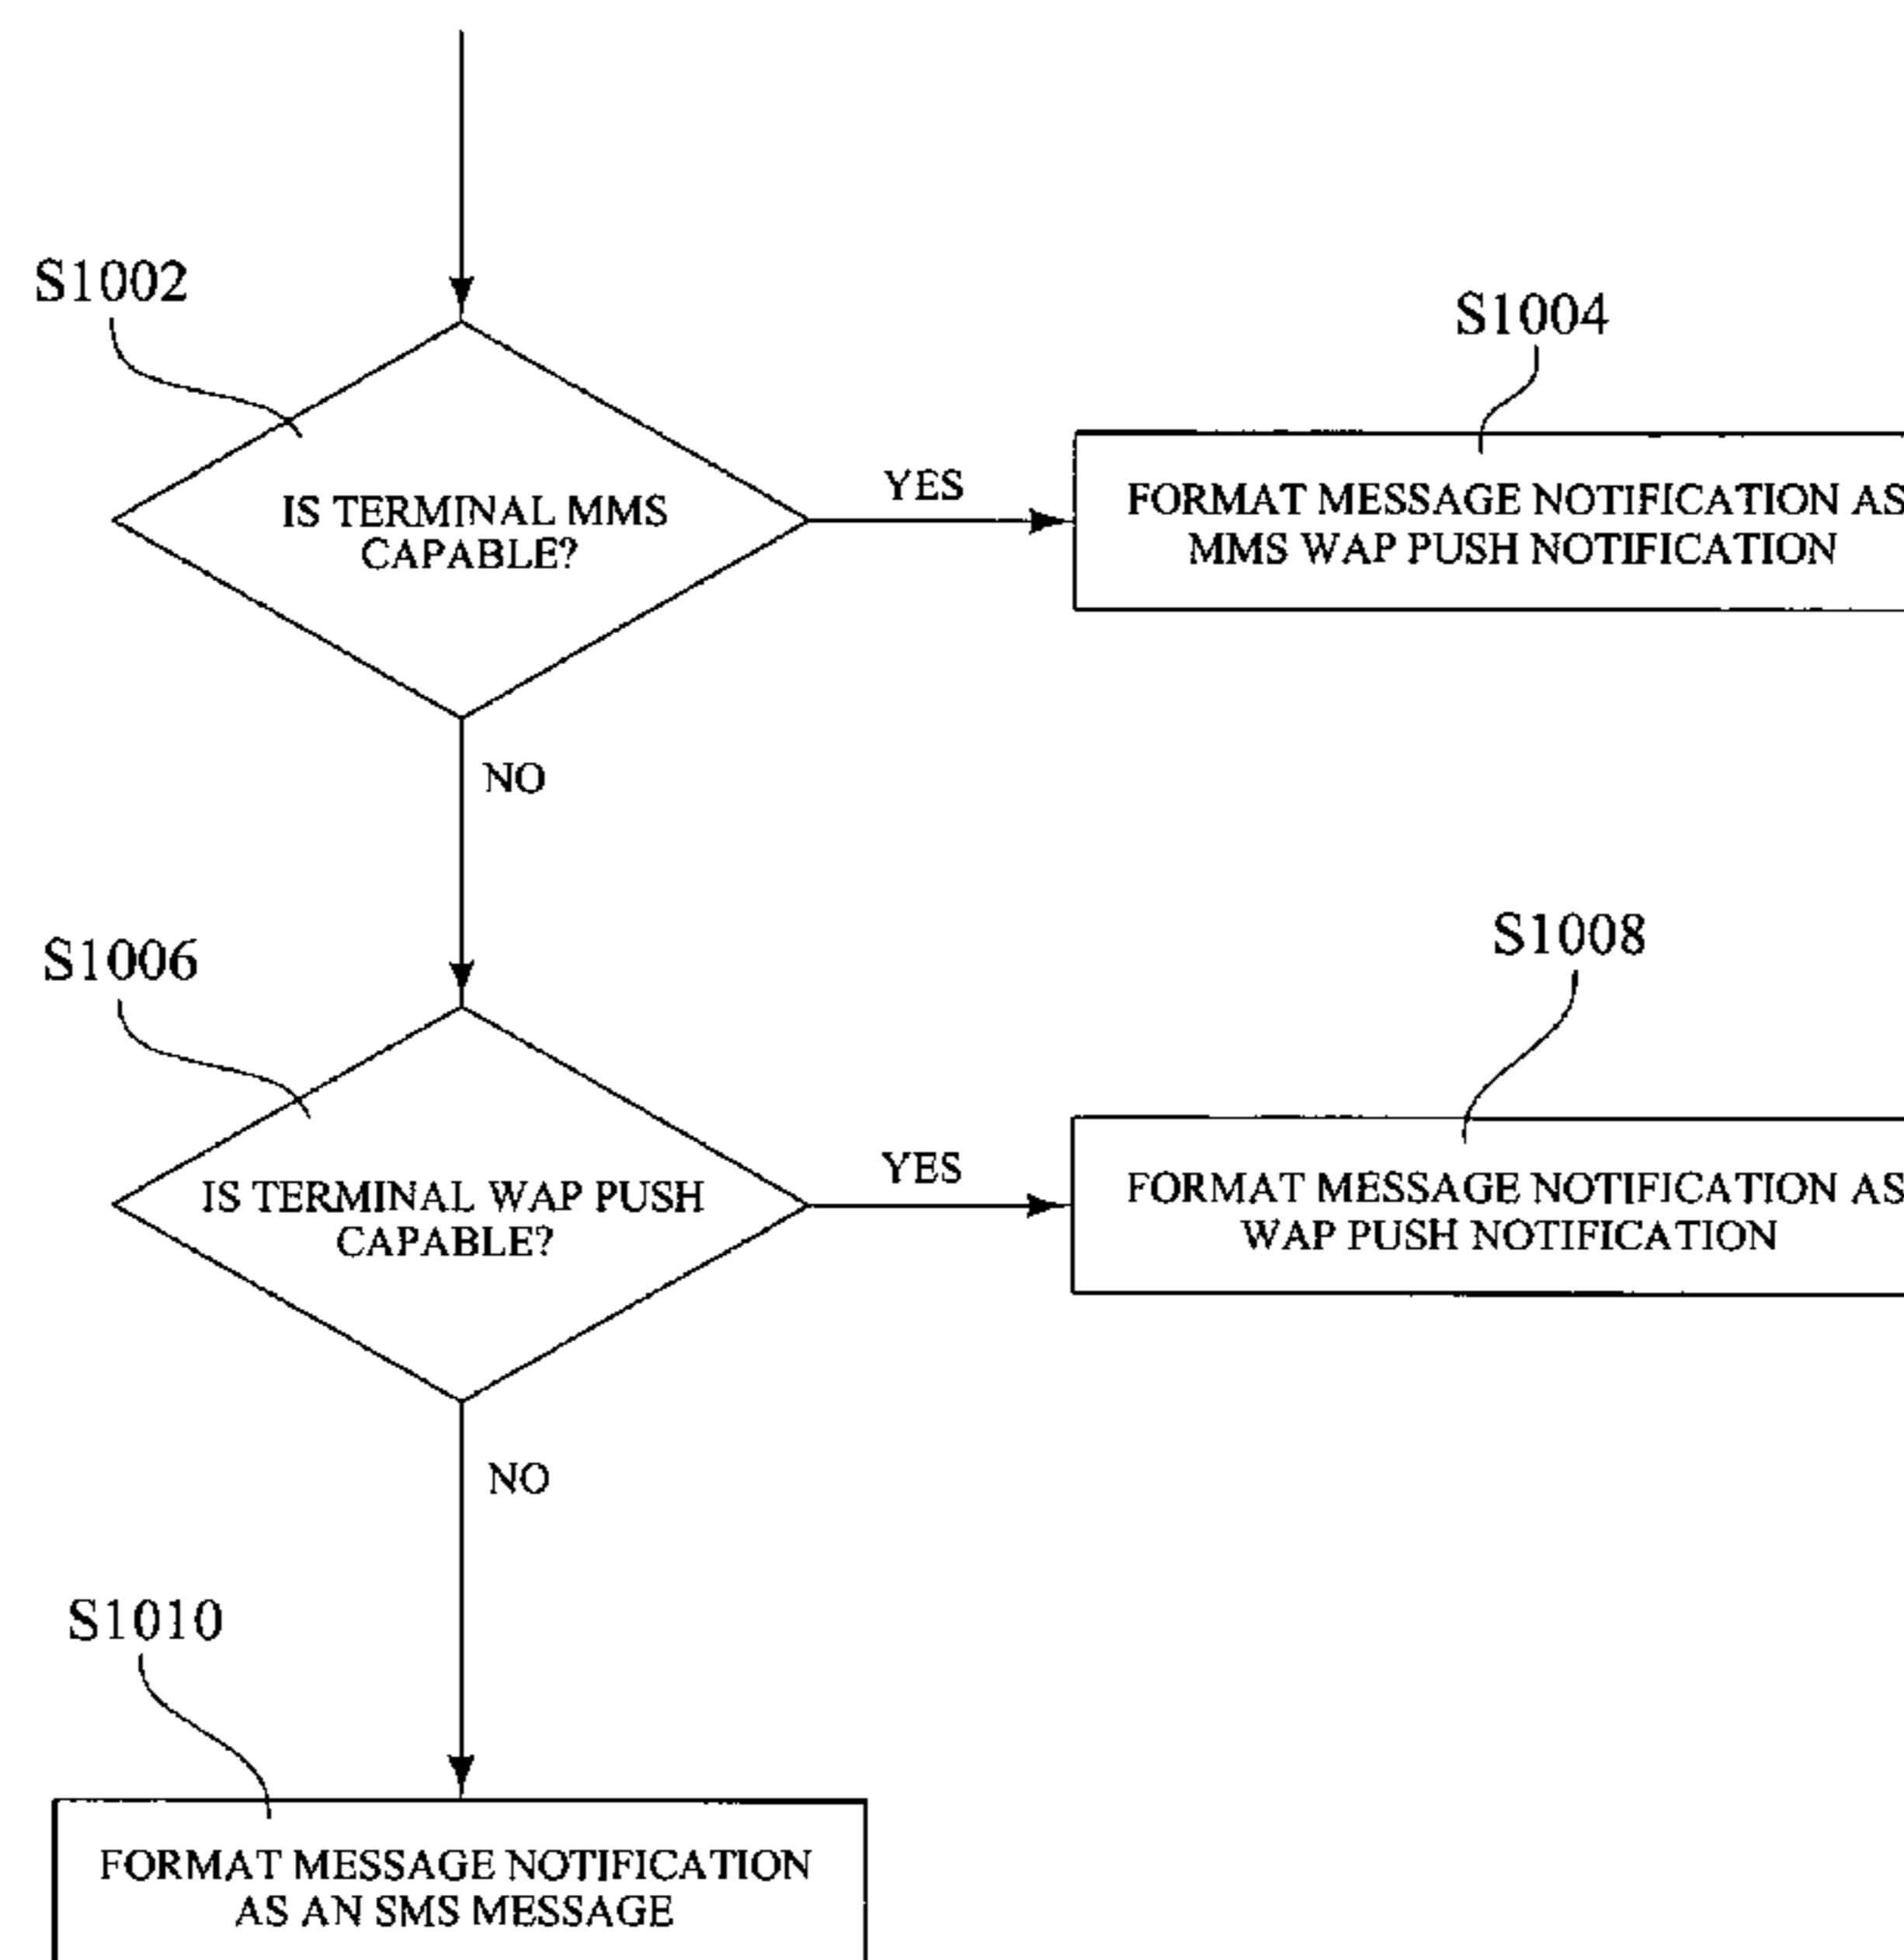 S1002
S1004
IS TERMINAL MMS
CAPABLE?
YES
FORMAT MESSAGE NOTIFICATION AS
MMS WAP PUSH NOTIFICATION
NO
S1006
S1008
IS TERMINAL WAP PUSH
CAPABLE?
YES
FORMAT MESSAGE NOTIFICATION AS
WAP PUSH NOTIFICATION
NO
S1010
FORMAT MESSAGE NOTIFICATION
AS AN SMS MESSAGE